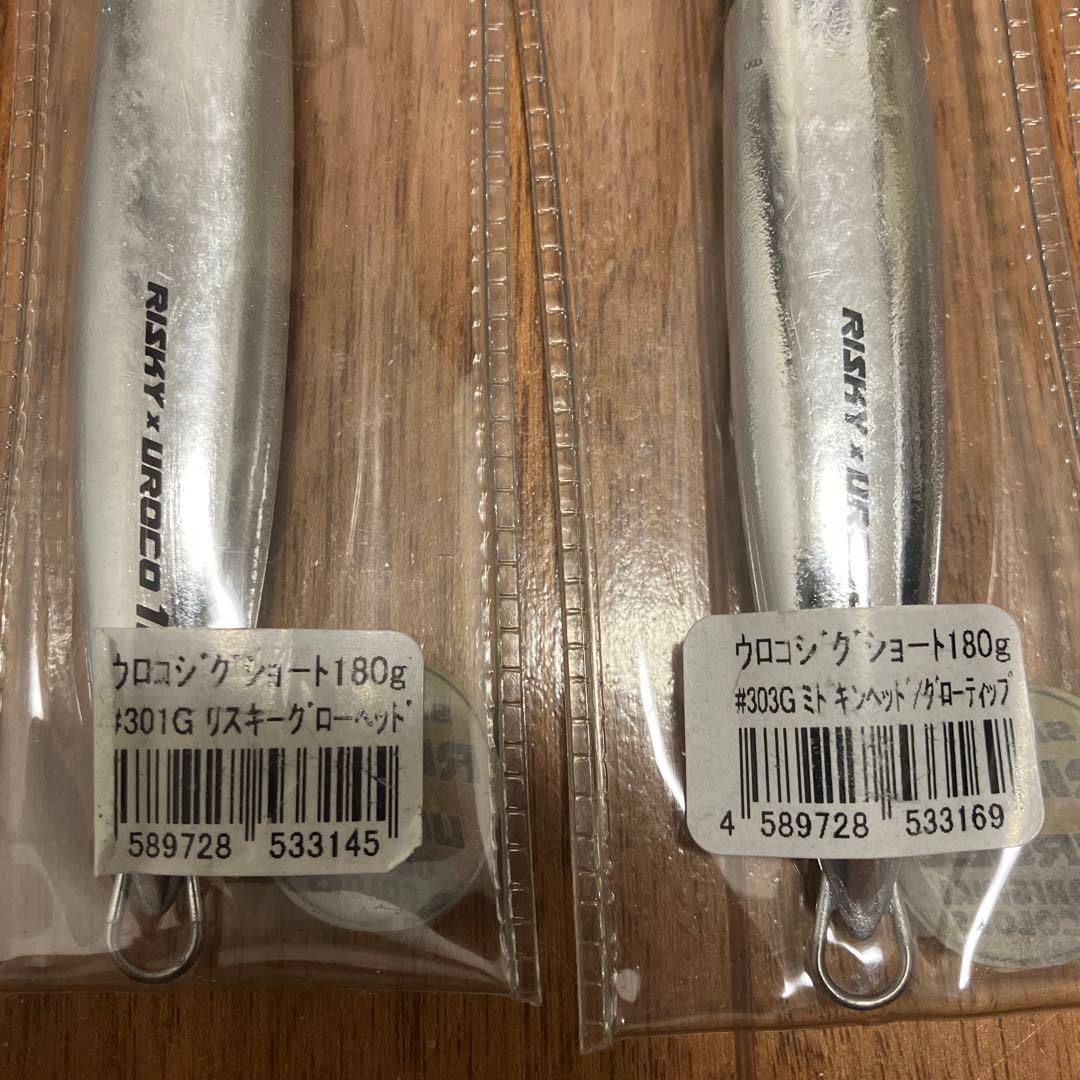 RISKY x UROCO
ウロコジグショート180g
#301G リスキーグローヘッド
589728 533145
8
RISKY x UR
ウロコジグショート180g
#303G ミドキンヘッド/グローティップ
4 589728 533169